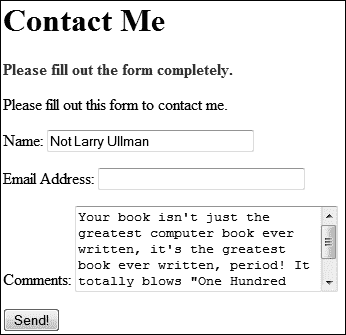 Contact Me
Please fill out the form completely.
Please fill out this form to contact me.
Name: Not Larry Ullman
Email Address:
Your book isn't just the
greatest computer book ever
written, it's the greatest
book ever written, period! It
Comments: totally blows "One Hundred
Send!